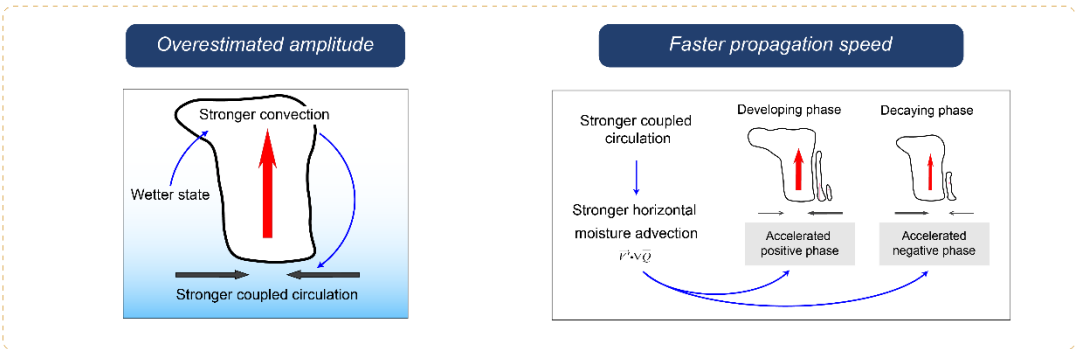 Overestimated amplitude
Faster propagation speed
Stronger convection
Wetter state
Stronger coupled circulation
Stronger coupled
circulation
Stronger horizontal
moisture advection
V'•∇Q̅
Developing phase
Decaying phase
Accelerated
positive phase
Accelerated
negative phase